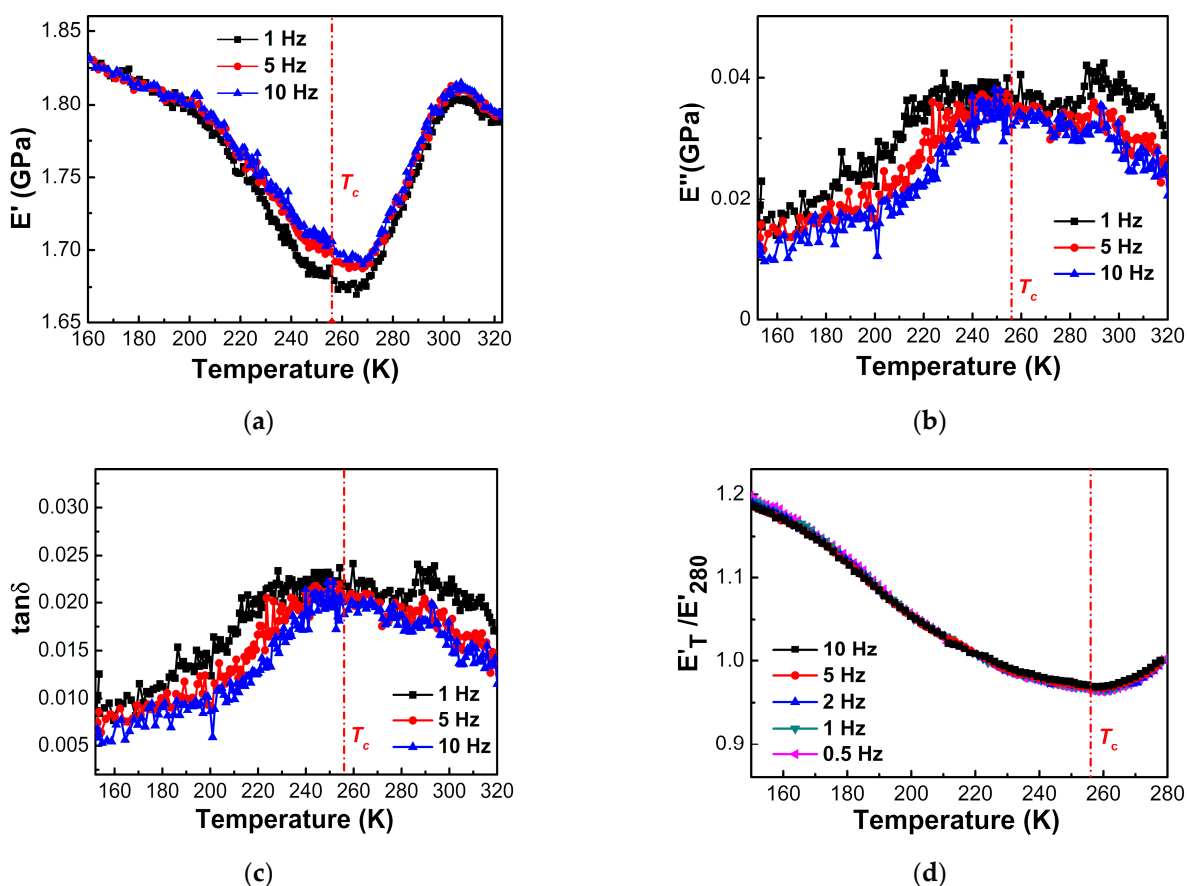 1.85
1.80
1.75
1.70
1.65
E' (GPa)
1 Hz
5 Hz
10 Hz
Tc
160 180 200 220 240 260 280 300 320
Temperature (K)
(a)
0.04
0.02
0
E''(GPa)
1 Hz
5 Hz
10 Hz
Tc
160 180 200 220 240 260 280 300 320
Temperature (K)
(b)
0.030
0.025
0.020
0.015
0.010
0.005
tanδ
1 Hz
5 Hz
10 Hz
Tc
160 180 200 220 240 260 280 300 320
Temperature (K)
(c)
1.2
1.1
1.0
0.9
E'T /E'280
10 Hz
5 Hz
2 Hz
1 Hz
0.5 Hz
Tc
160 180 200 220 240 260 280
Temperature (K)
(d)